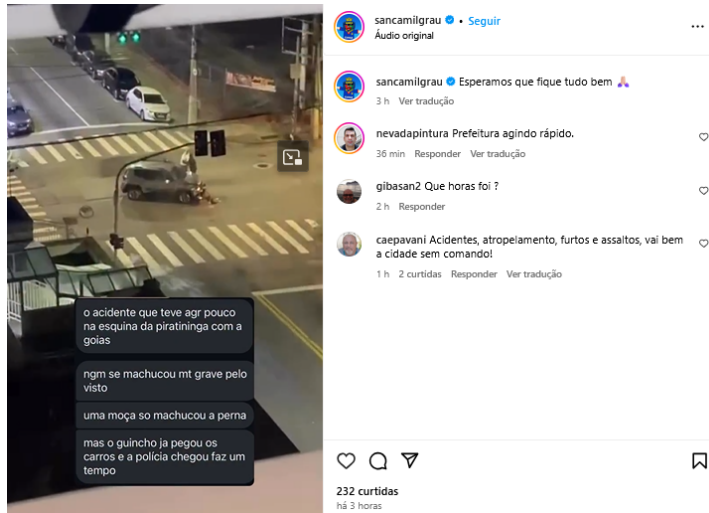 o acidente que teve agr pouco
na esquina da piratininga com a
goias
ngm se machucou mt grave pelo
visto
uma moça so machucou a perna
mas o guincho ja pegou os
carros e a polícia chegou faz um
tempo
sancamilgrau • Seguir
Áudio original
sancamilgrau Esperamos que fique tudo bem 🙏🏻
3 h Ver tradução
nevadapintura Prefeitura agindo rápido.
36 min Responder Ver tradução
gibasan2 Que horas foi ?
2 h Responder
caepavani Acidentes, atropelamento, furtos e assaltos, vai bem
a cidade sem comando!
1 h 2 curtidas Responder Ver tradução
232 curtidas
há 3 horas